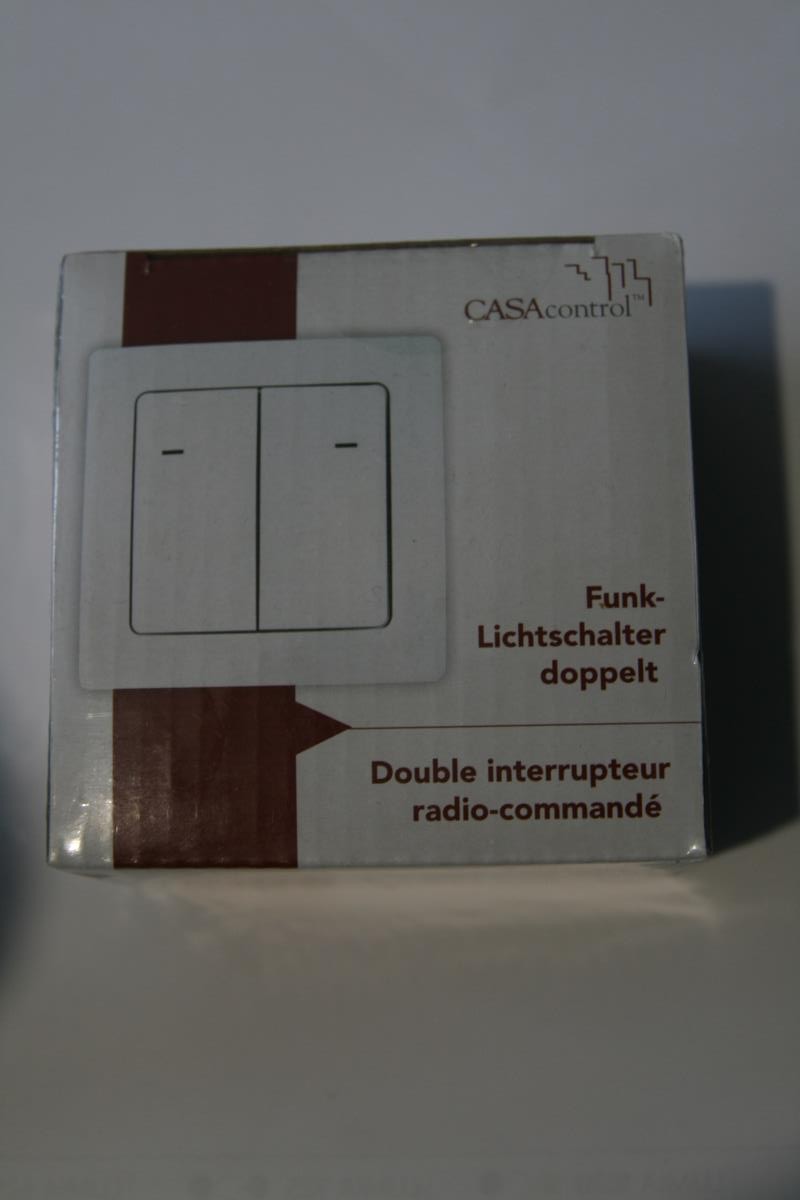 CASAcontrol™
Funk-
Lichtschalter
doppelt
Double interrupteur
radio-commandé